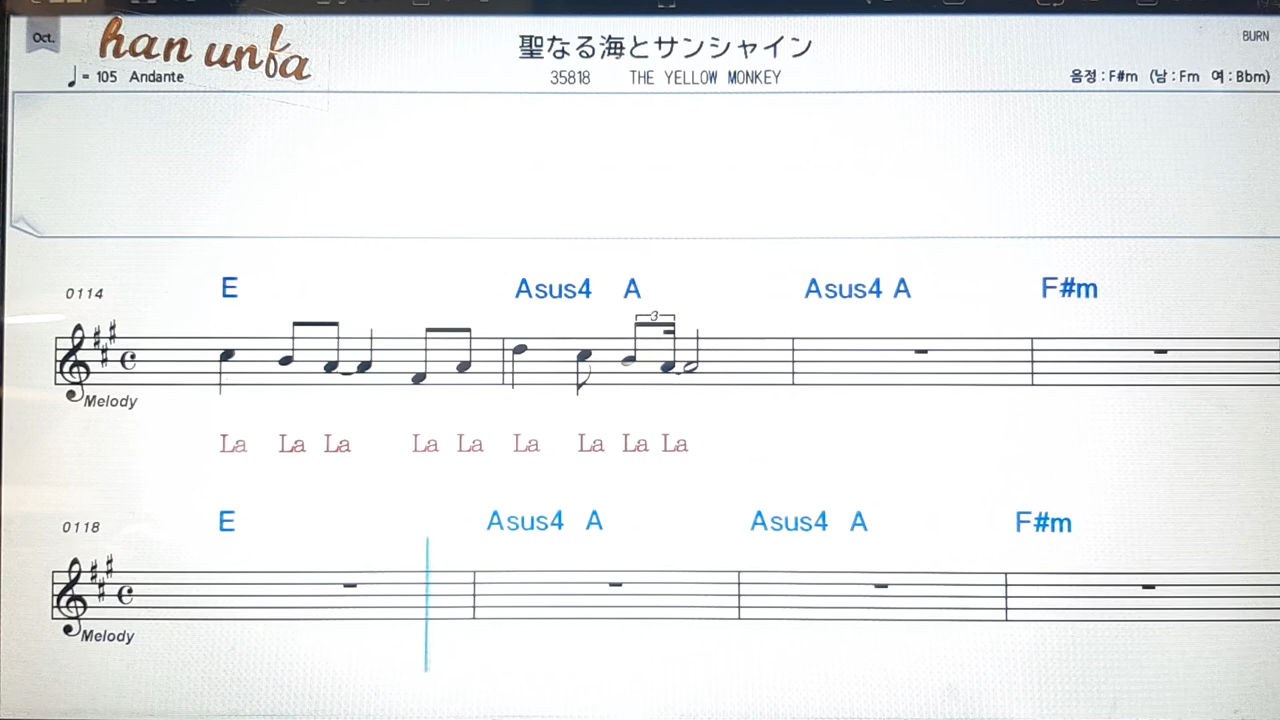 Oct.
han unfa
聖なる海とサンシャイン
BURN
= 105 Andante
35818 THE YELLOW MONKEY
음정 : F#m (남 : Fm 여 : Bbm)
E Asus4 A Asus4 A F#m
0114
3
Melody
La La La La La La La La La
E Asus4 A Asus4 A F#m
0118
Melody